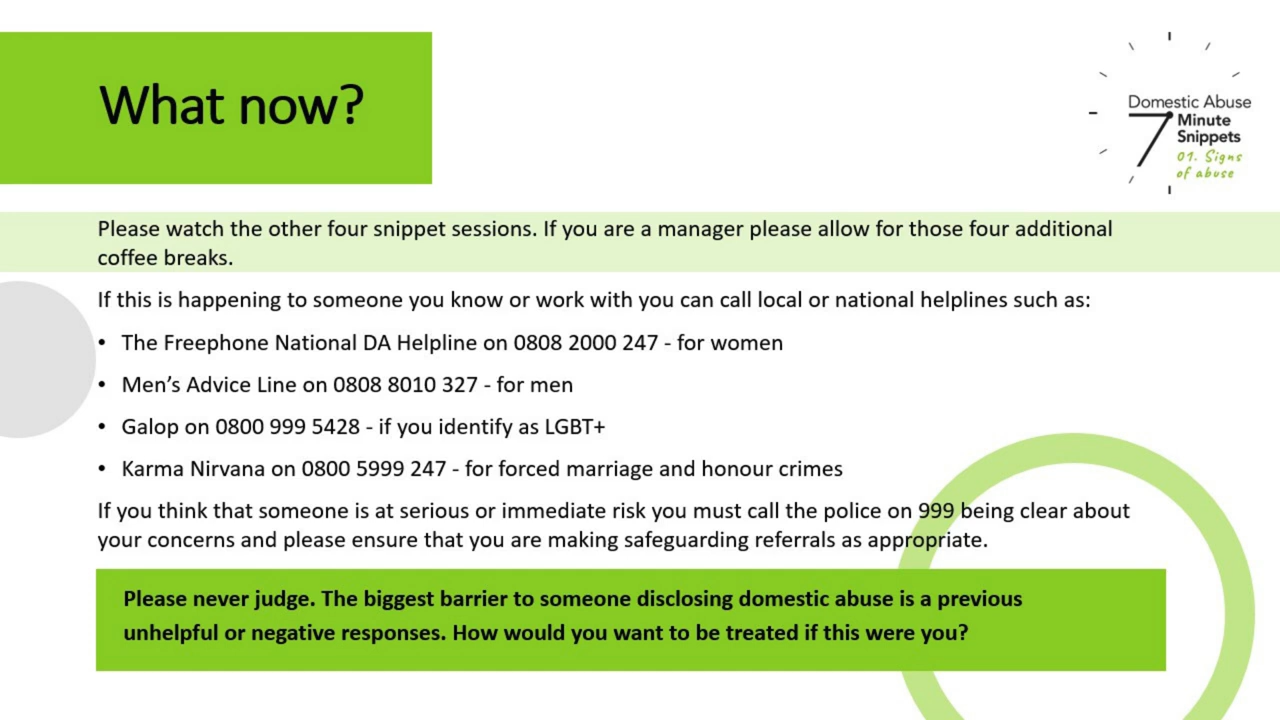 What now?
Domestic Abuse
7 Minute
Snippets
01. Signs
of abuse
Please watch the other four snippet sessions. If you are a manager please allow for those four additional
coffee breaks.
If this is happening to someone you know or work with you can call local or national helplines such as:
• The Freephone National DA Helpline on 0808 2000 247 - for women
• Men’s Advice Line on 0808 8010 327 - for men
• Galop on 0800 999 5428 - if you identify as LGBT+
• Karma Nirvana on 0800 5999 247 - for forced marriage and honour crimes
If you think that someone is at serious or immediate risk you must call the police on 999 being clear about
your concerns and please ensure that you are making safeguarding referrals as appropriate.
Please never judge. The biggest barrier to someone disclosing domestic abuse is a previous
unhelpful or negative responses. How would you want to be treated if this were you?